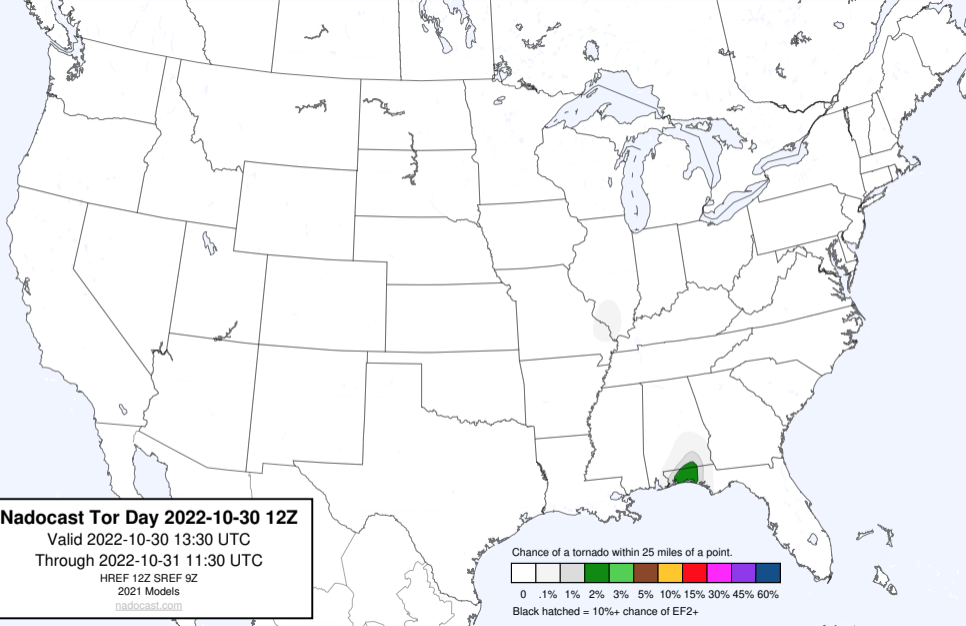 Nadocast Tor Day 2022-10-30 12Z
Valid 2022-10-30 13:30 UTC
Through 2022-10-31 11:30 UTC
HREF 12Z SREF 9Z
2021 Models
nadocast.com
Chance of a tornado within 25 miles of a point.
0 .1% 1% 2% 3% 5% 10% 15% 30% 45% 60%
Black hatched = 10%+ chance of EF2+